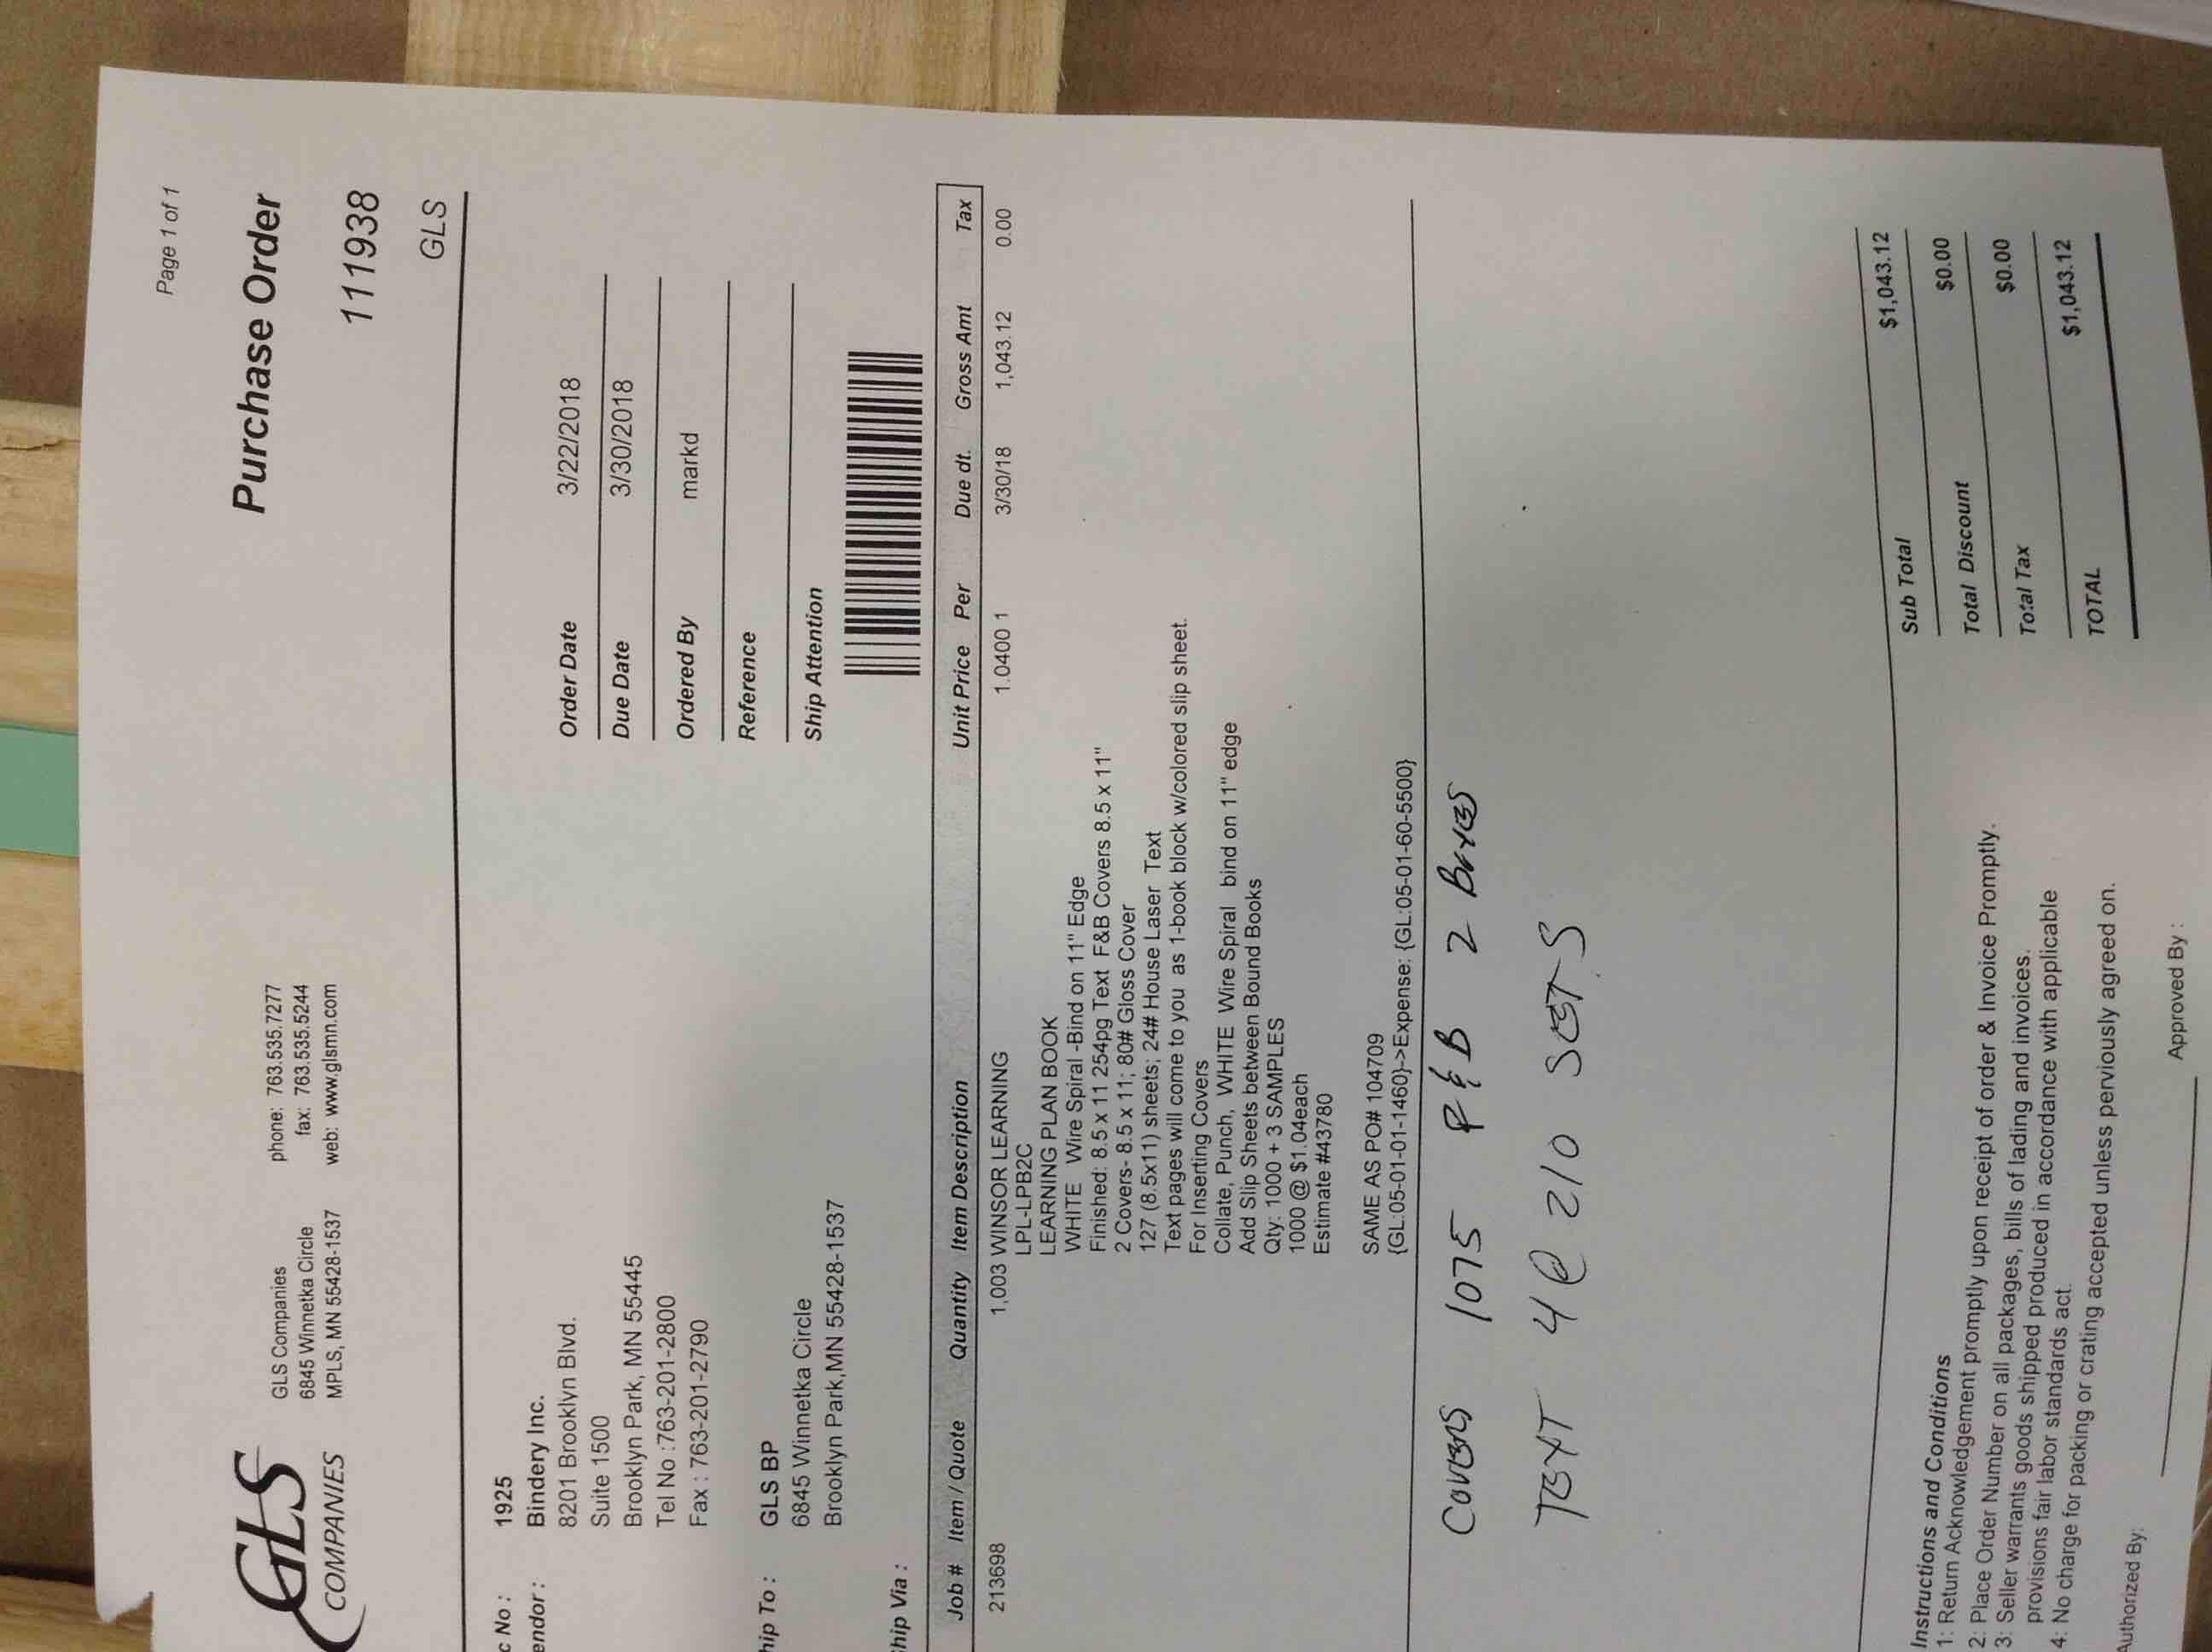 Page 1 of 1
GLS
COMPANIES
GLS Companies
6845 Winnetka Circle
MPLS, MN 55428-1537
phone: 763.535.7277
fax: 763.535.5244
web: www.glsmn.com
Purchase Order
111938
GLS
c No : 1925
endor : Bindery Inc.
8201 Brooklyn Blvd.
Suite 1500
Brooklyn Park, MN 55445
Tel No :763-201-2800
Fax : 763-201-2790
Order Date 3/22/2018
Due Date 3/30/2018
Ordered By markd
Reference
Ship Attention
hip To : GLS BP
6845 Winnetka Circle
Brooklyn Park,MN 55428-1537
hip Via :
Job # Item / Quote Quantity Item Description Unit Price Per Due dt. Gross Amt Tax
213698 1,003 WINSOR LEARNING 1.0400 1 3/30/18 1,043.12 0.00
LPL-LPB2C
LEARNING PLAN BOOK
WHITE Wire Spiral -Bind on 11" Edge
Finished: 8.5 x 11 254pg Text F&B Covers 8.5 x 11"
2 Covers- 8.5 x 11; 80# Gloss Cover
127 (8.5x11) sheets; 24# House Laser Text
Text pages will come to you as 1-book block w/colored slip sheet.
For Inserting Covers
Collate, Punch, WHITE Wire Spiral bind on 11" edge
Add Slip Sheets between Bound Books
Qty: 1000 + 3 SAMPLES
1000 @ $1.04each
Estimate #43780
SAME AS PO# 104709
{GL:05-01-01-1460}->Expense: {GL:05-01-60-5500}
COVERS 1075 F&B 2 Boxes
TEXT 4 @ 210 SETS
Sub Total $1,043.12
Total Discount $0.00
Total Tax $0.00
TOTAL $1,043.12
Instructions and Conditions
1: Return Acknowledgement promptly upon receipt of order & Invoice Promptly.
2: Place Order Number on all packages, bills of lading and invoices.
3: Seller warrants goods shipped produced in accordance with applicable
provisions fair labor standards act.
4: No charge for packing or crating accepted unless perviously agreed on.
Authorized By:
Approved By :